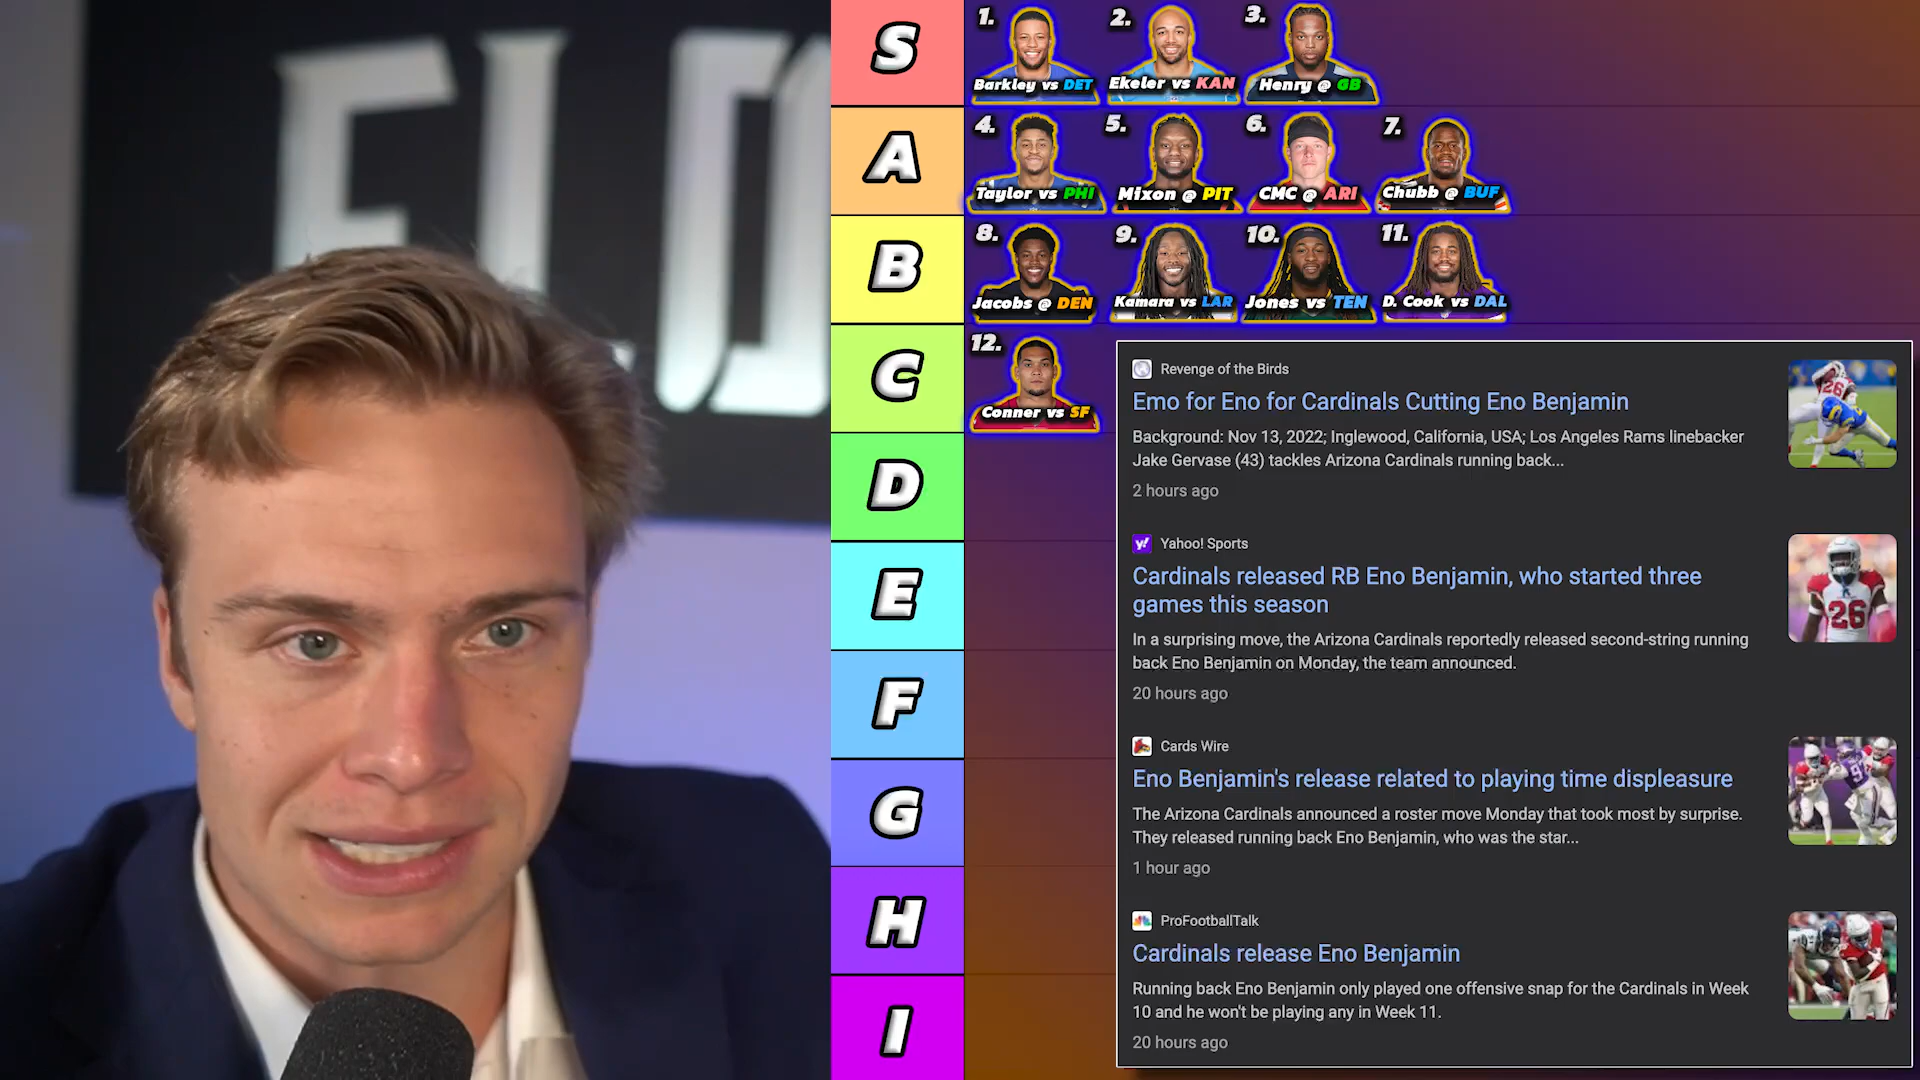 FLO
S
1.
2.
3.
Barkley vs DET
Ekeler vs KAN
Henry @ GB
A
4.
5.
6.
7.
Taylor vs PHI
Mixon @ PIT
CMC @ ARI
Chubb @ BUF
B
8.
9.
10.
11.
Jacobs @ DEN
Kamara vs LAR
Jones vs TEN
D. Cook vs DAL
C
12.
Conner vs SF
D
E
F
G
H
I
Revenge of the Birds
Emo for Eno for Cardinals Cutting Eno Benjamin
Background: Nov 13, 2022; Inglewood, California, USA; Los Angeles Rams linebacker
Jake Gervase (43) tackles Arizona Cardinals running back...
2 hours ago
26
y!
Yahoo! Sports
Cardinals released RB Eno Benjamin, who started three
games this season
In a surprising move, the Arizona Cardinals reportedly released second-string running
back Eno Benjamin on Monday, the team announced.
20 hours ago
26
Cards Wire
Eno Benjamin's release related to playing time displeasure
The Arizona Cardinals announced a roster move Monday that took most by surprise.
They released running back Eno Benjamin, who was the star...
1 hour ago
ProFootballTalk
Cardinals release Eno Benjamin
Running back Eno Benjamin only played one offensive snap for the Cardinals in Week
10 and he won't be playing any in Week 11.
20 hours ago